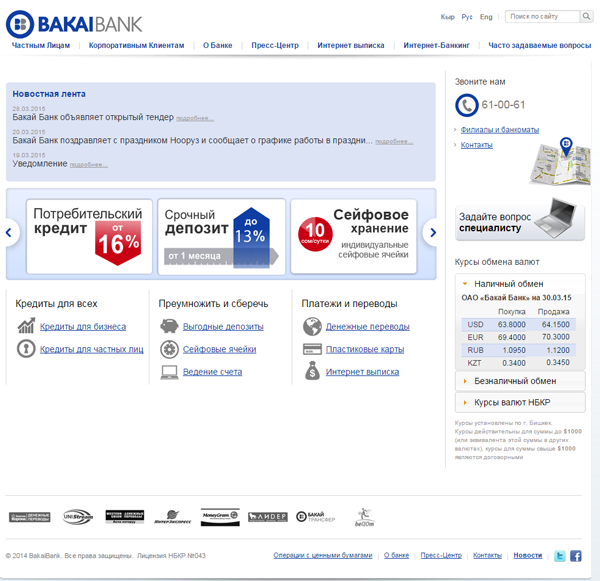 BAKAIBANK
Кыр Рус Eng Поиск по сайту
Частным Лицам Корпоративным Клиентам О Банке Пресс-Центр Интернет выписка Интернет-Банкинг Часто задаваемые вопросы
Новостная лента
26.03.2015
Бакай Банк объявляет открытый тендер подробнее...
20.03.2015
Бакай Банк поздравляет с праздником Нооруз и сообщает о графике работы в праздни... подробнее...
19.03.2015
Уведомление подробнее...
Звоните нам
61-00-61
Филиалы и банкоматы
Контакты
Потребительский
кредит
от
16%
Срочный
депозит
до
13%
от 1 месяца
10
сом/сутки
Сейфовое
хранение
индивидуальные
сейфовые ячейки
Задайте вопрос
специалисту
Кредиты для всех
Кредиты для бизнеса
Кредиты для частных лиц
Преумножить и сберечь
Выгодные депозиты
Сейфовые ячейки
Ведение счета
Платежи и переводы
Денежные переводы
Пластиковые карты
Интернет выписка
Курсы обмена валют
Наличный обмен
ОАО «Бакай Банк» на 30.03.15
Покупка Продажа
USD 63.8000 64.1500
EUR 69.4000 70.3000
RUB 1.0950 1.1200
KZT 0.3400 0.3450
Безналичный обмен
Курсы валют НБКР
Курсы установлены по г. Бишкек.
Курсы действительны для суммы до $1000
(или эквивалента этой суммы в других
валютах), курсы для суммы свыше $1000
являются договорными
UNIStream
MoneyGram
ЛИДЕР
БАКАЙ
ТРАНСФЕР
© 2014 BakaiBank. Все права защищены. Лицензия НБКР №043
Операции с ценными бумагами О банке Пресс-Центр Контакты Новости